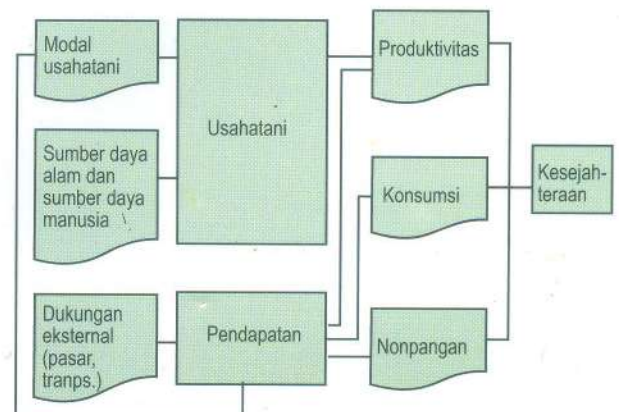 Modal
usahatani
Usahatani
Produktivitas
Sumber daya
alam dan
sumber daya
manusia
Konsumsi
Kesejah-
teraan
Dukungan
eksternal
(pasar,
tranps.)
Pendapatan
Nonpangan